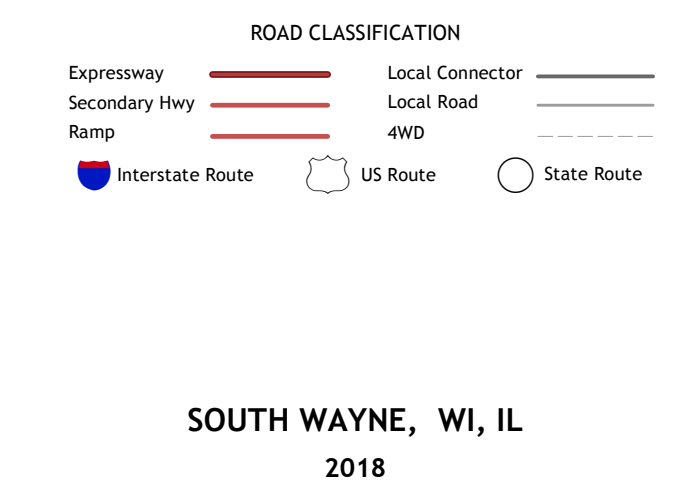 ROAD CLASSIFICATION
Expressway
Secondary Hwy
Ramp
Local Connector
Local Road
4WD
Interstate Route
US Route
State Route
SOUTH WAYNE, WI, IL
2018